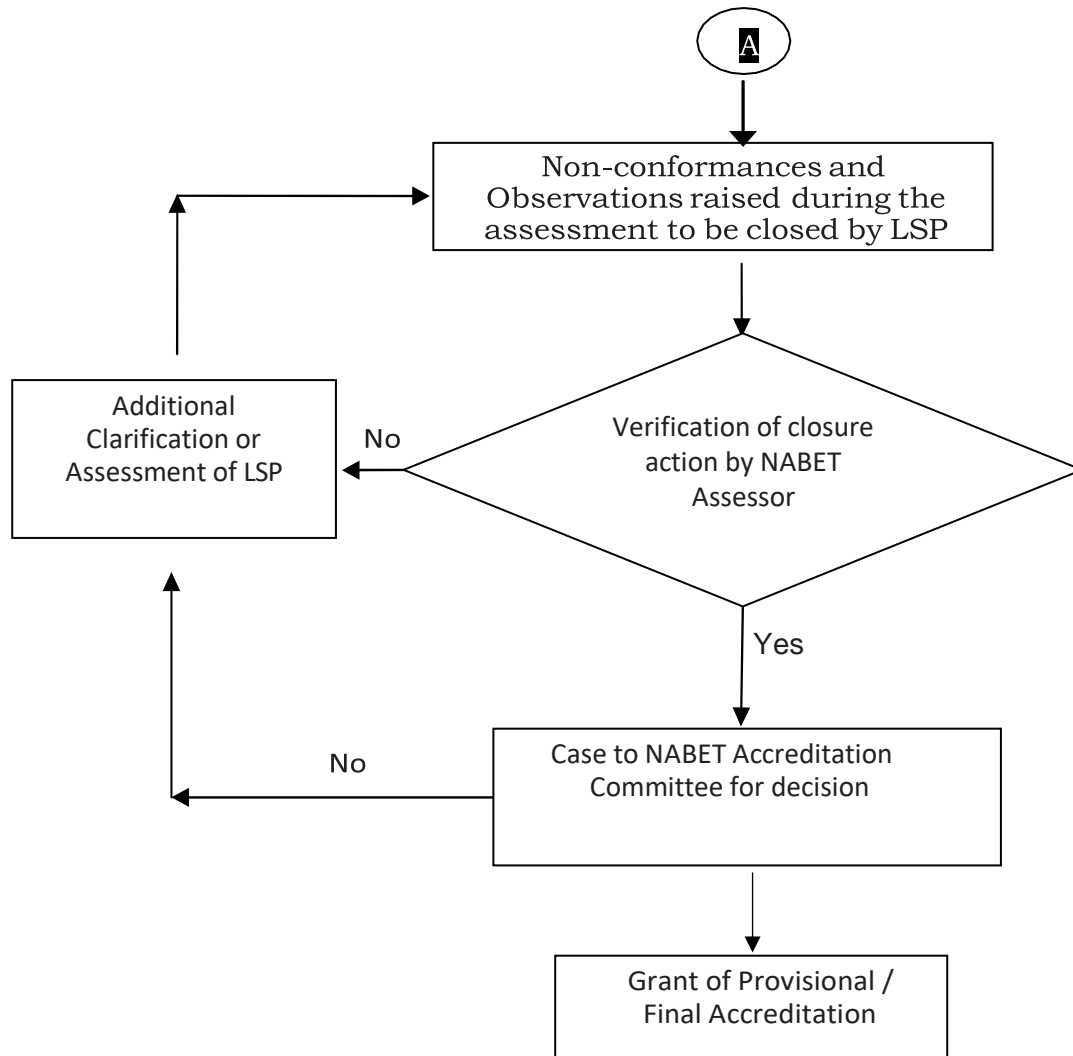 A
Non-conformances and
Observations raised during the
assessment to be closed by LSP
Additional
Clarification or
Assessment of LSP
No
Verification of closure
action by NABET
Assessor
Yes
Case to NABET Accreditation
Committee for decision
No
Grant of Provisional /
Final Accreditation